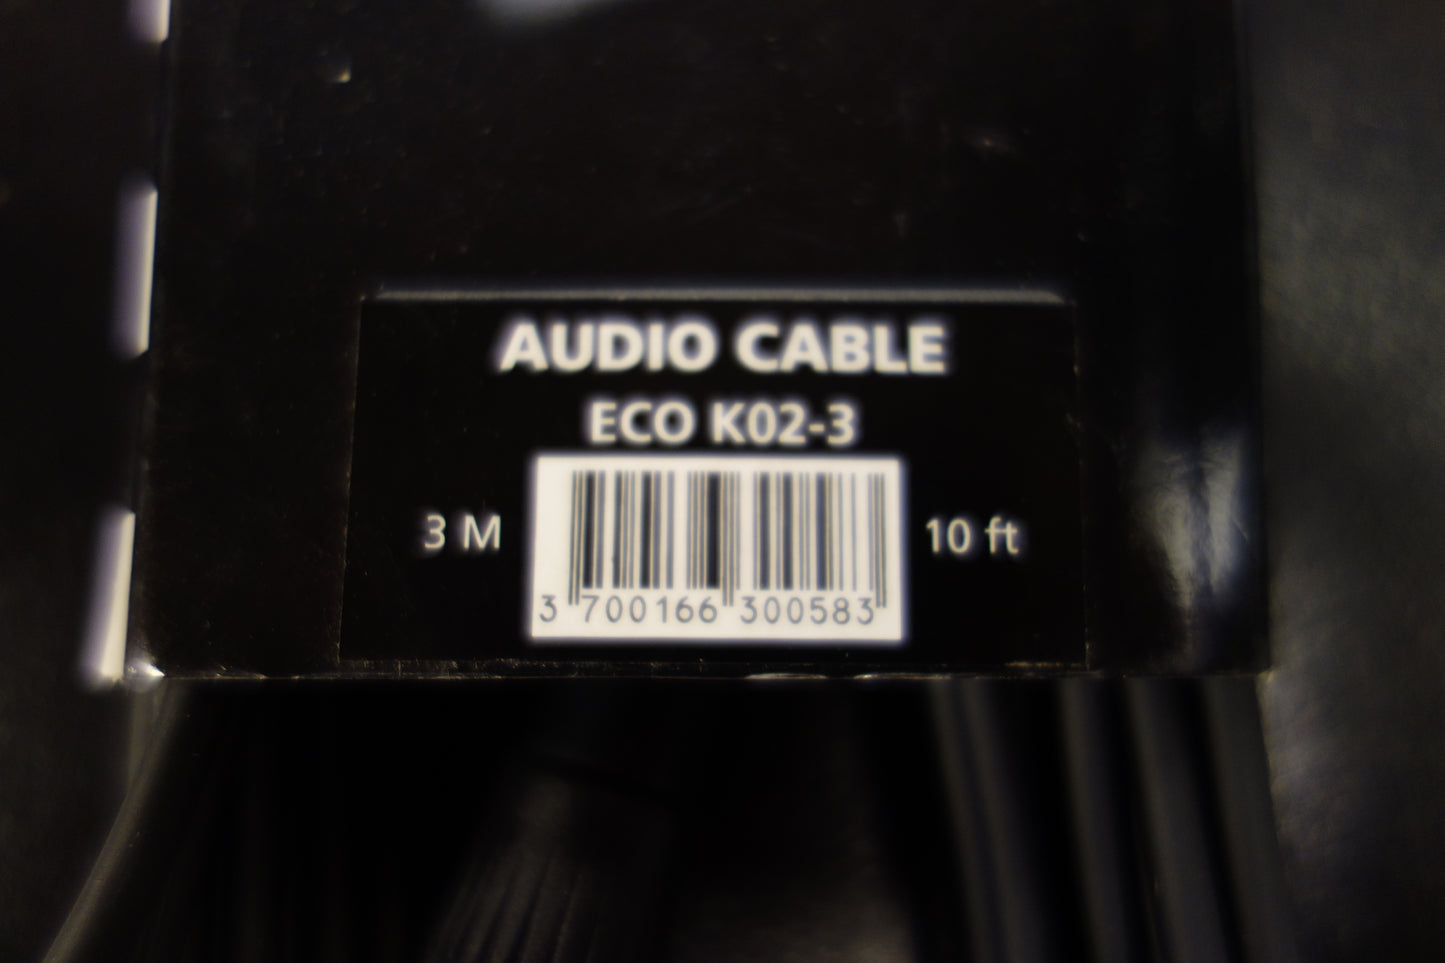 AUDIO CABLE
ECO K02-3
3 M
10 ft
3 700166 300583